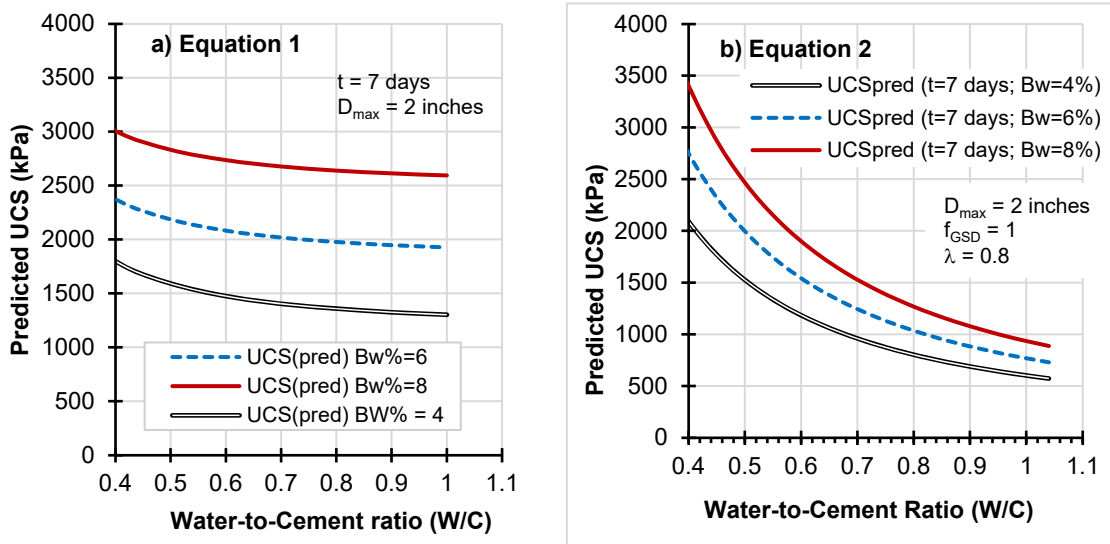 a) Equation 1
t = 7 days
Dmax = 2 inches
4000
3500
3000
2500
2000
1500
1000
500
0
Predicted UCS (kPa)
UCS(pred) Bw%=6
UCS(pred) Bw%=8
UCS(pred) BW% = 4
0.4 0.5 0.6 0.7 0.8 0.9 1 1.1
Water-to-Cement ratio (W/C)
b) Equation 2
UCSpred (t=7 days; Bw=4%)
UCSpred (t=7 days; Bw=6%)
UCSpred (t=7 days; Bw=8%)
Dmax = 2 inches
fGSD = 1
λ = 0.8
4000
3500
3000
2500
2000
1500
1000
500
0
Predicted UCS (kPa)
0.4 0.5 0.6 0.7 0.8 0.9 1 1.1
Water-to-Cement Ratio (W/C)